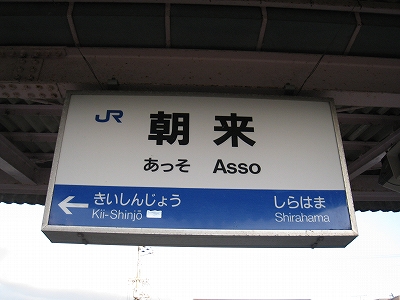 JR 朝来
あっそ Asso
← きいしんじょう しらはま
Kii-Shinjō Shirahama